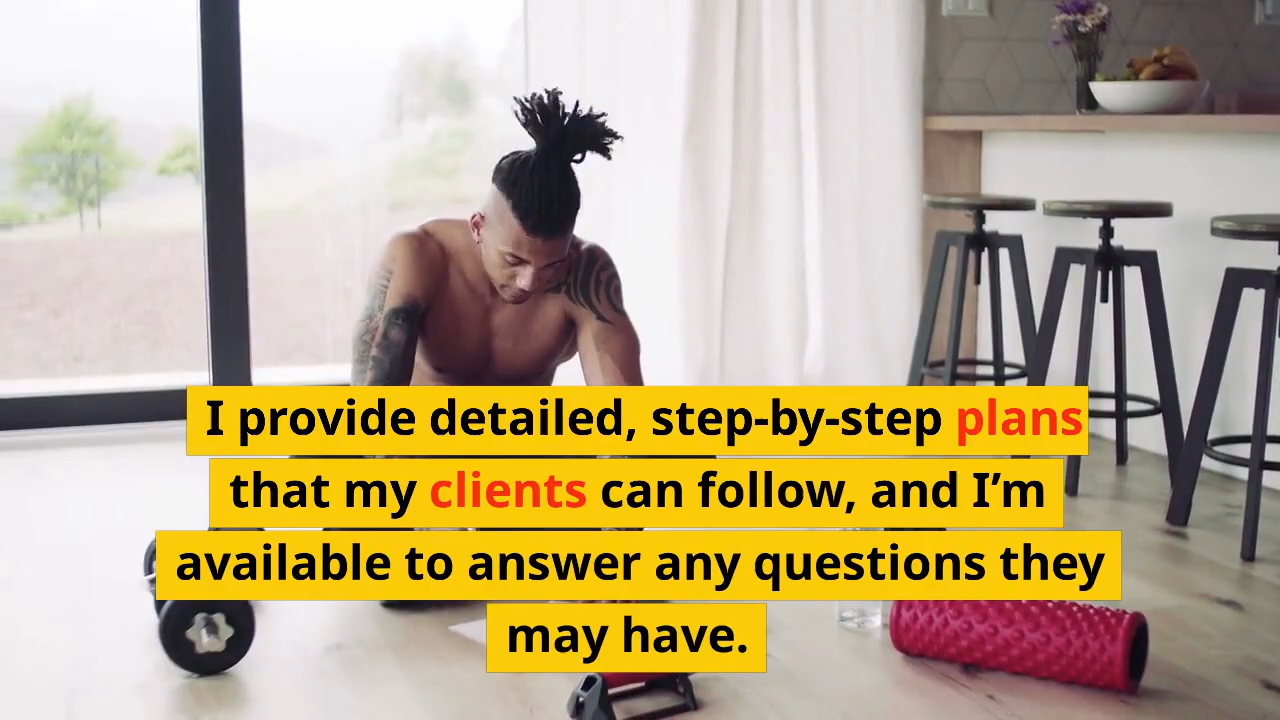 I provide detailed, step-by-step plans
that my clients can follow, and I’m
available to answer any questions they
may have.